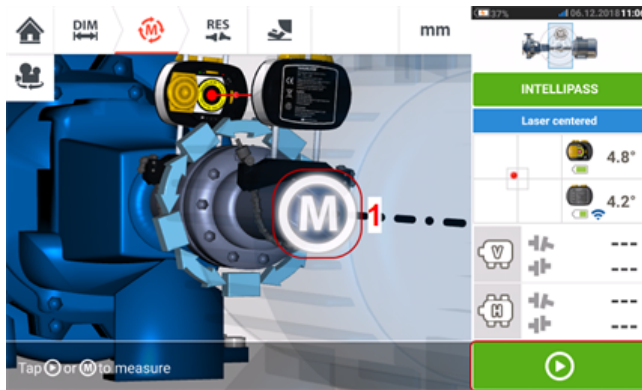 DIM
M
RES
mm
37%
06.12.2018 11:06
INTELLIPASS
Laser centered
4.8°
4.2°
M
1
V
---
---
H
---
---
Tap or M to measure